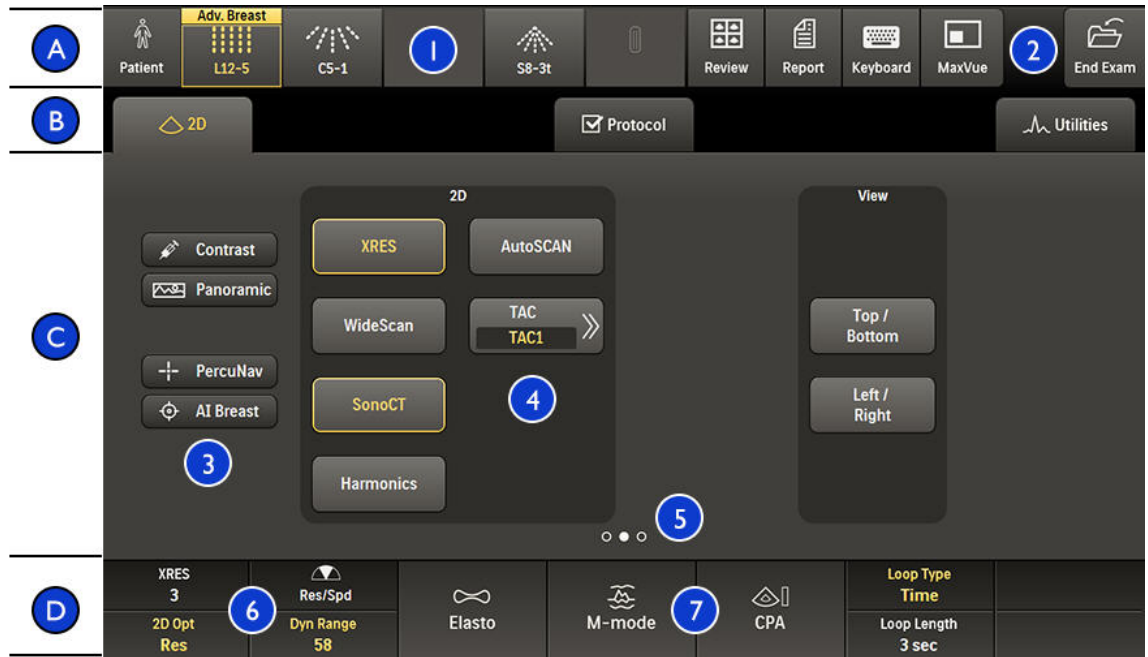 A
Adv. Breast
Patient
L12-5
C5-1
1
S8-3t
Review
Report
Keyboard
MaxVue
2
End Exam
B
2D
Protocol
Utilities
C
2D
View
Contrast
Panoramic
PercuNav
AI Breast
3
XRES
AutoSCAN
WideScan
TAC
TAC1
SonoCT
4
Harmonics
Top /
Bottom
Left /
Right
5
D
XRES
3
Res/Spd
2D Opt
Res
6
Dyn Range
58
Elasto
M-mode
7
CPA
Loop Type
Time
Loop Length
3 sec